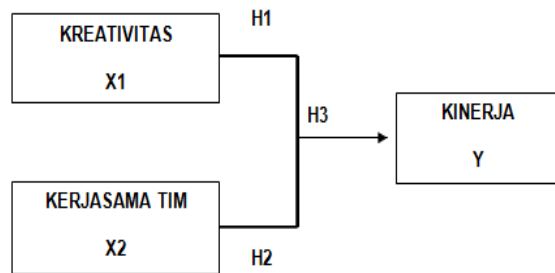 H1
KREATIVITAS
X1
H3
KINERJA
Y
KERJASAMA TIM
X2
H2